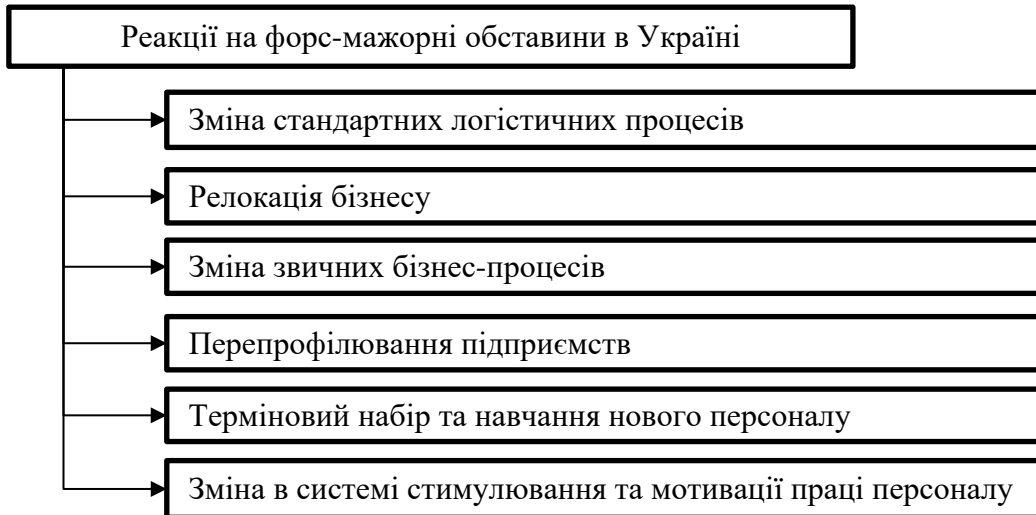 Реакції на форс-мажорні обставини в Україні
Зміна стандартних логістичних процесів
Релокація бізнесу
Зміна звичних бізнес-процесів
Перепрофілювання підприємств
Терміновий набір та навчання нового персоналу
Зміна в системі стимулювання та мотивації праці персоналу